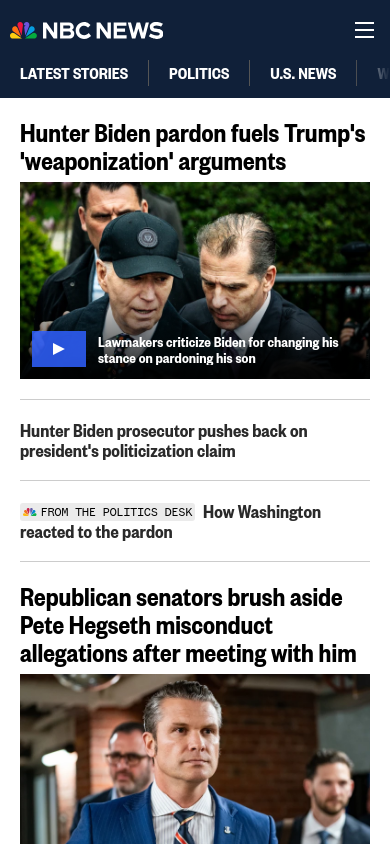 NBC NEWS
LATEST STORIES
POLITICS
U.S. NEWS
Hunter Biden pardon fuels Trump's
'weaponization' arguments
Lawmakers criticize Biden for changing his
stance on pardoning his son
Hunter Biden prosecutor pushes back on
president's politicization claim
FROM THE POLITICS DESK How Washington
reacted to the pardon
Republican senators brush aside
Pete Hegseth misconduct
allegations after meeting with him